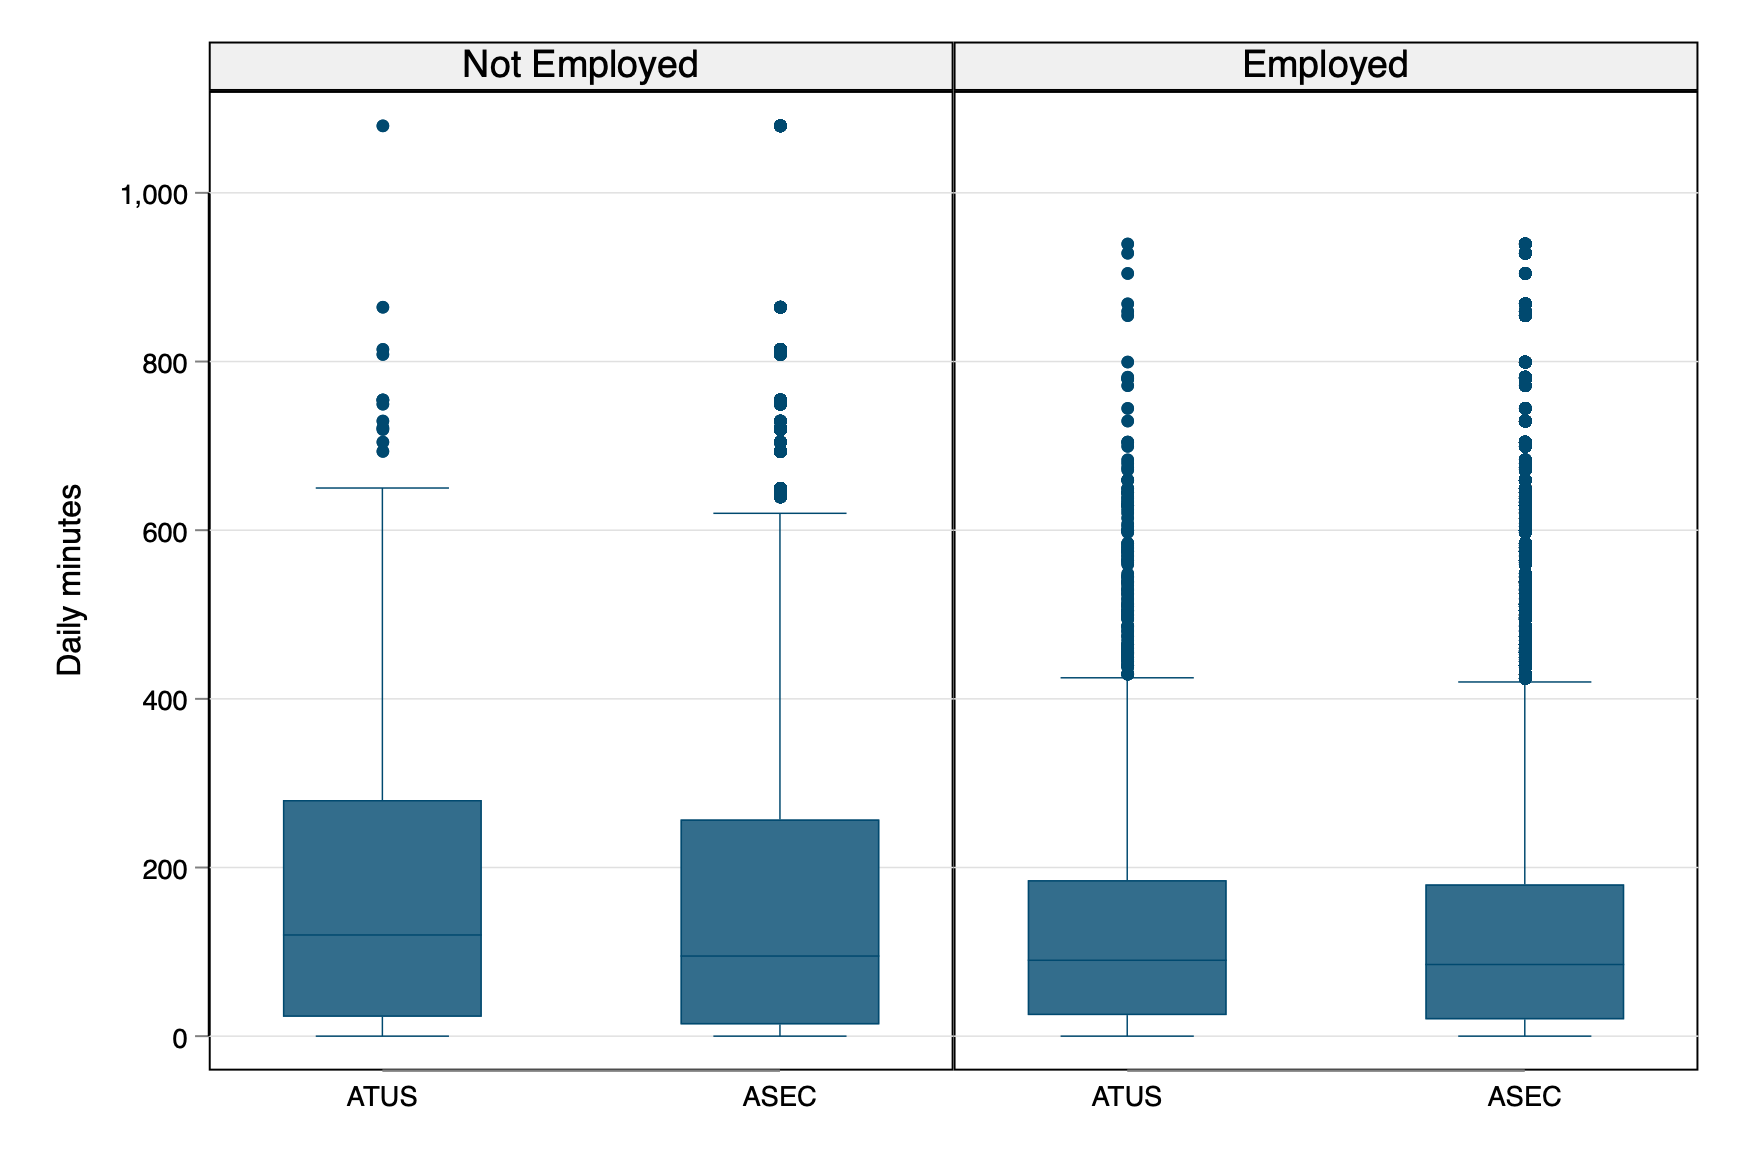 Not Employed
Employed
Daily minutes
1,000
800
600
400
200
0
ATUS
ASEC
ATUS
ASEC